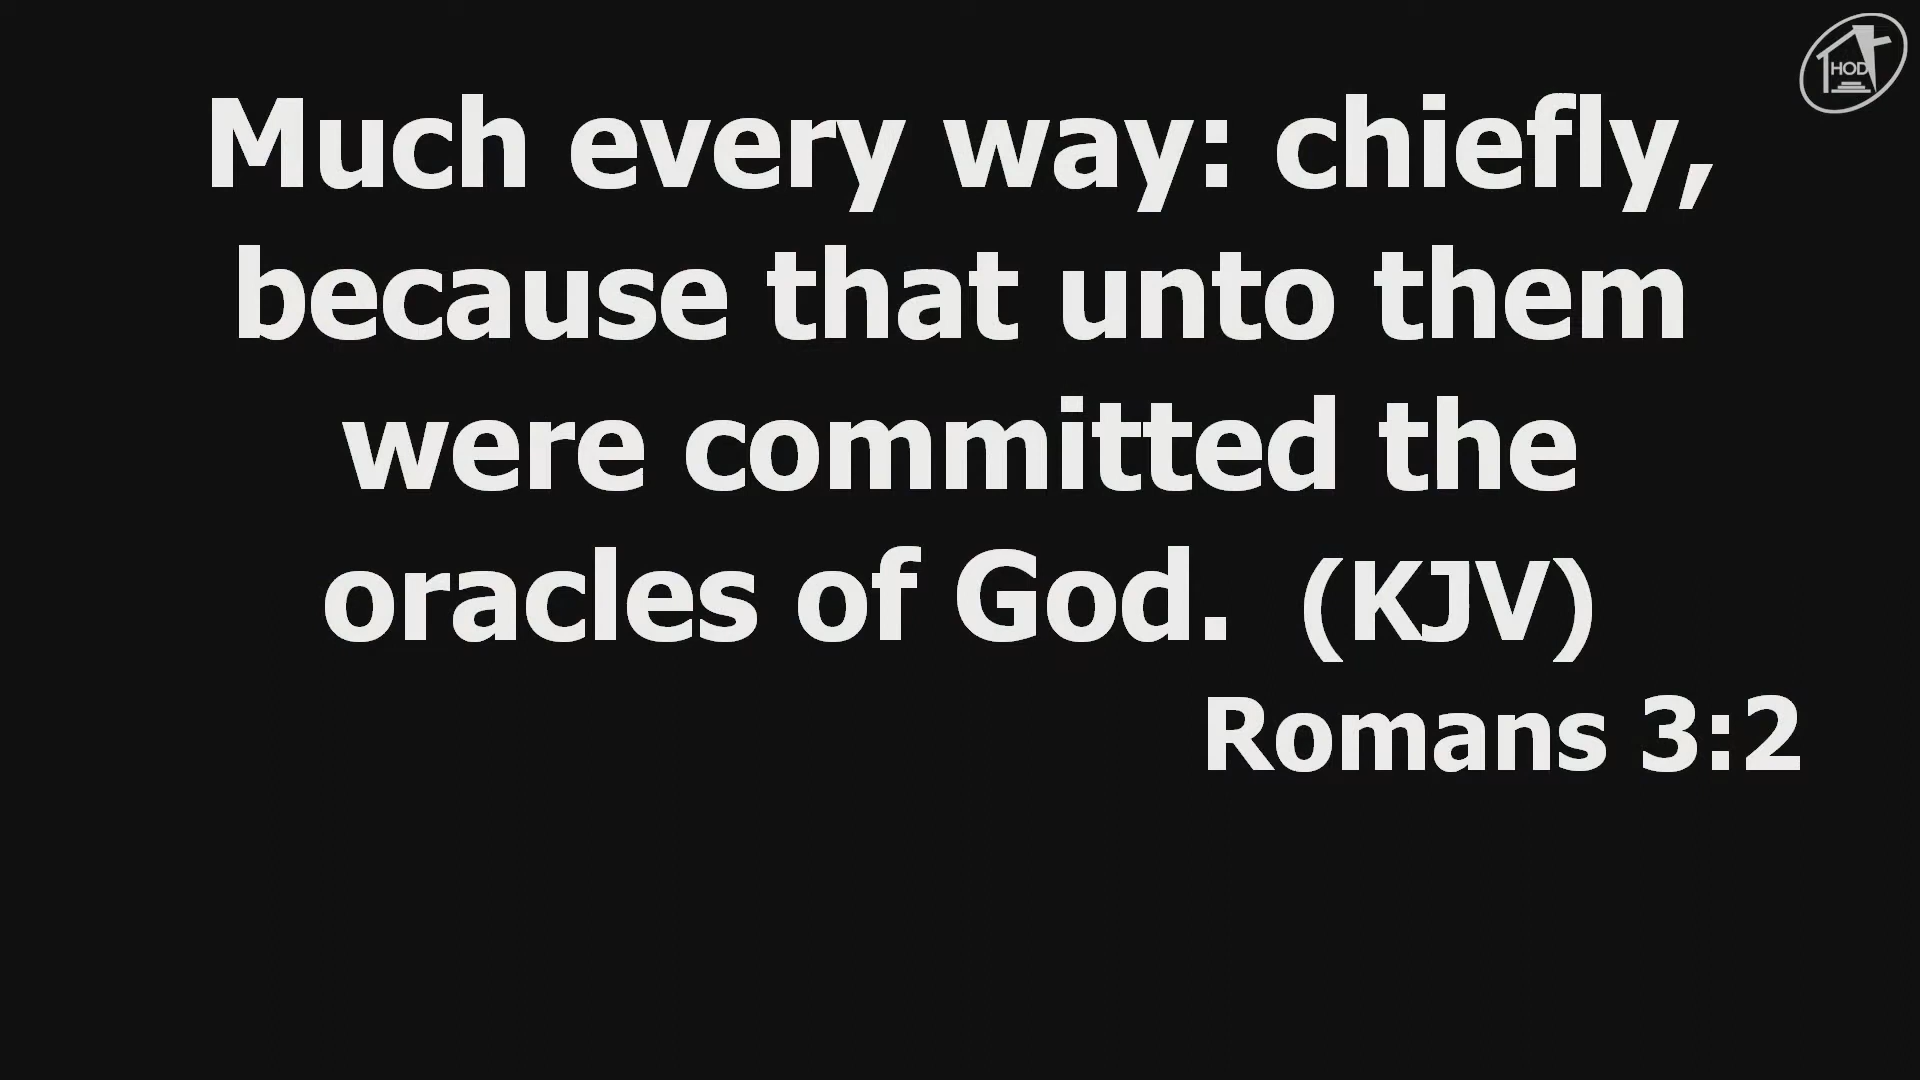 HOD
Much every way: chiefly,
because that unto them
were committed the
oracles of God.  (KJV)
Romans 3:2